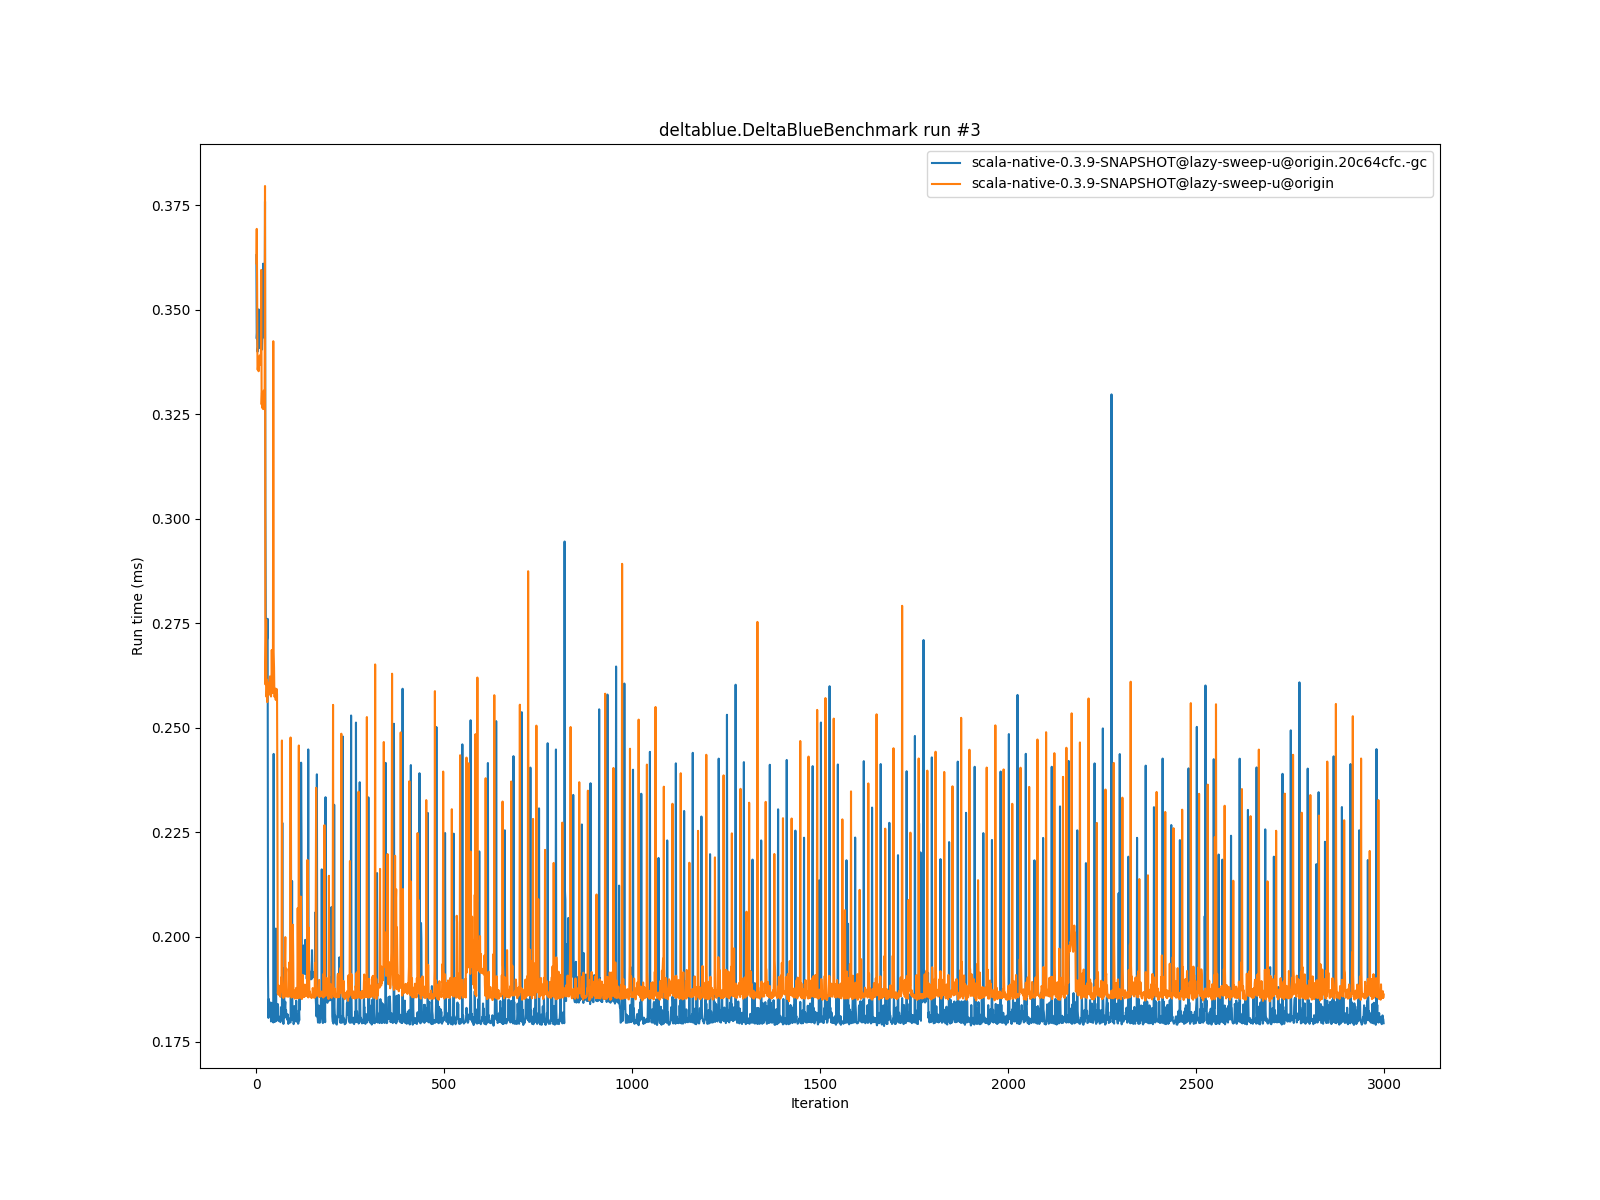 deltablue.DeltaBlueBenchmark run #3
scala-native-0.3.9-SNAPSHOT@lazy-sweep-u@origin.20c64cfc.-gc
scala-native-0.3.9-SNAPSHOT@lazy-sweep-u@origin
0.375
0.350
0.325
0.300
0.275
0.250
0.225
0.200
0.175
Run time (ms)
0 500 1000 1500 2000 2500 3000
Iteration